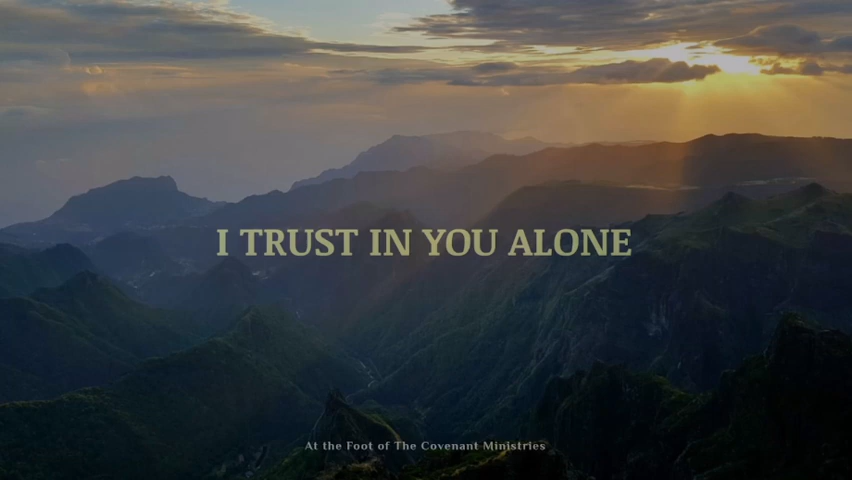 I TRUST IN YOU ALONE
At the Foot of The Covenant Ministries